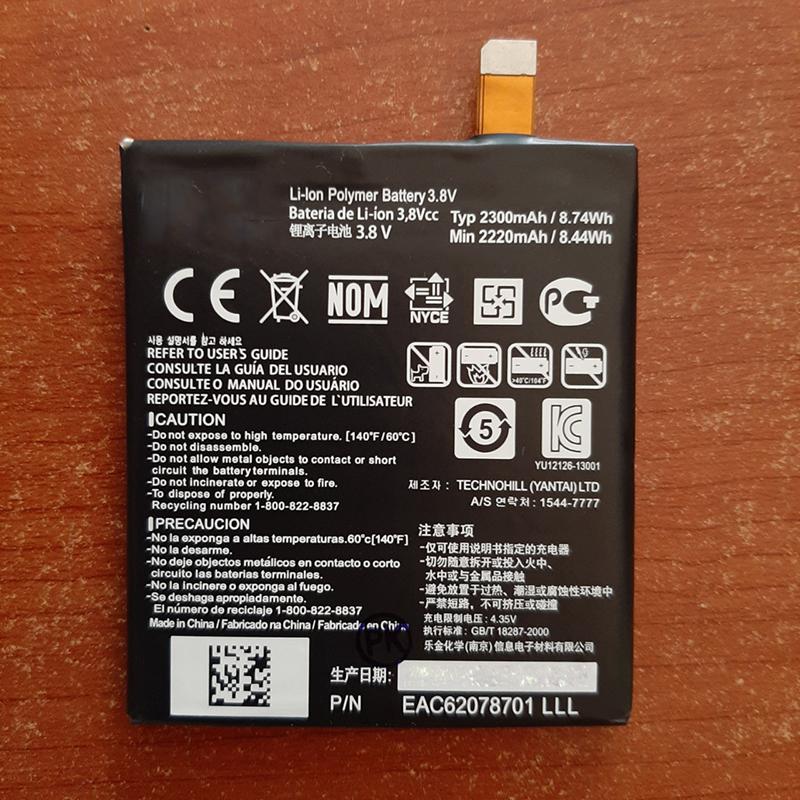 Li-Ion Polymer Battery 3.8V
Bateria de Li-íon 3,8Vcc
锂离子电池 3.8 V
Typ 2300mAh / 8.74Wh
Min 2220mAh / 8.44Wh
CE
NOM
NYCE
>40°C/104°F
사용 설명서를 참고 하세요
REFER TO USER'S GUIDE
CONSULTE LA GUÍA DEL USUARIO
CONSULTE O MANUAL DO USUÁRIO
REPORTEZ-VOUS AU GUIDE DE L`UTILISATEUR
5
YU12126-13001
CAUTION
-Do not expose to high temperature. [140°F/60°C]
-Do not disassemble.
-Do not allow metal objects to contact or short
circuit the battery terminals.
-Do not incinerate or expose to fire.
-To dispose of properly.
Recycling number 1-800-822-8837
제조자: TECHNOHILL (YANTAI) LTD
A/S 연락처: 1544-7777
PRECAUCION
-No la exponga a altas temperaturas.60°c[140°F]
-No la desarme.
-No deje objectos metálicos en contacto o corto
circuito las baterias terminales.
-No la incinere o exponga al fuego.
-Se deshaga apropiadamente.
El número de reciclaje 1-800-822-8837
Made in China / Fabricado na China / Fabricado en Chin
注意事项
-仅可使用说明书指定的充电器
-切勿随意拆开或投入火中、
水中或与金属品接触
-避免放置于过热、潮湿或腐蚀性环境中
-严禁短路，不可挤压或碰撞
充电限制电压: 4.35V
执行标准: GB/T 18287-2000
乐金化学(南京) 信息电子材料有限公司
PK
生产日期:
P/N EAC62078701 LLL